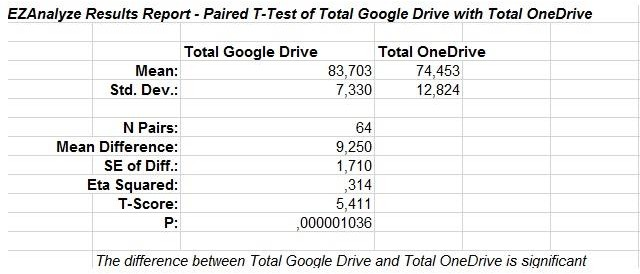 EZAnalyze Results Report - Paired T-Test of Total Google Drive with Total OneDrive
Total Google Drive Total OneDrive
Mean: 83,703 74,453
Std. Dev.: 7,330 12,824
N Pairs: 64
Mean Difference: 9,250
SE of Diff.: 1,710
Eta Squared: ,314
T-Score: 5,411
P: ,000001036
The difference between Total Google Drive and Total OneDrive is significant